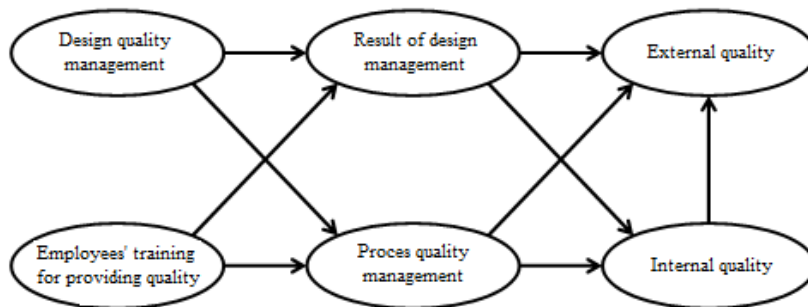 Design quality
management
Result of design
management
External quality
Employees' training
for providing quality
Proces quality
management
Internal quality